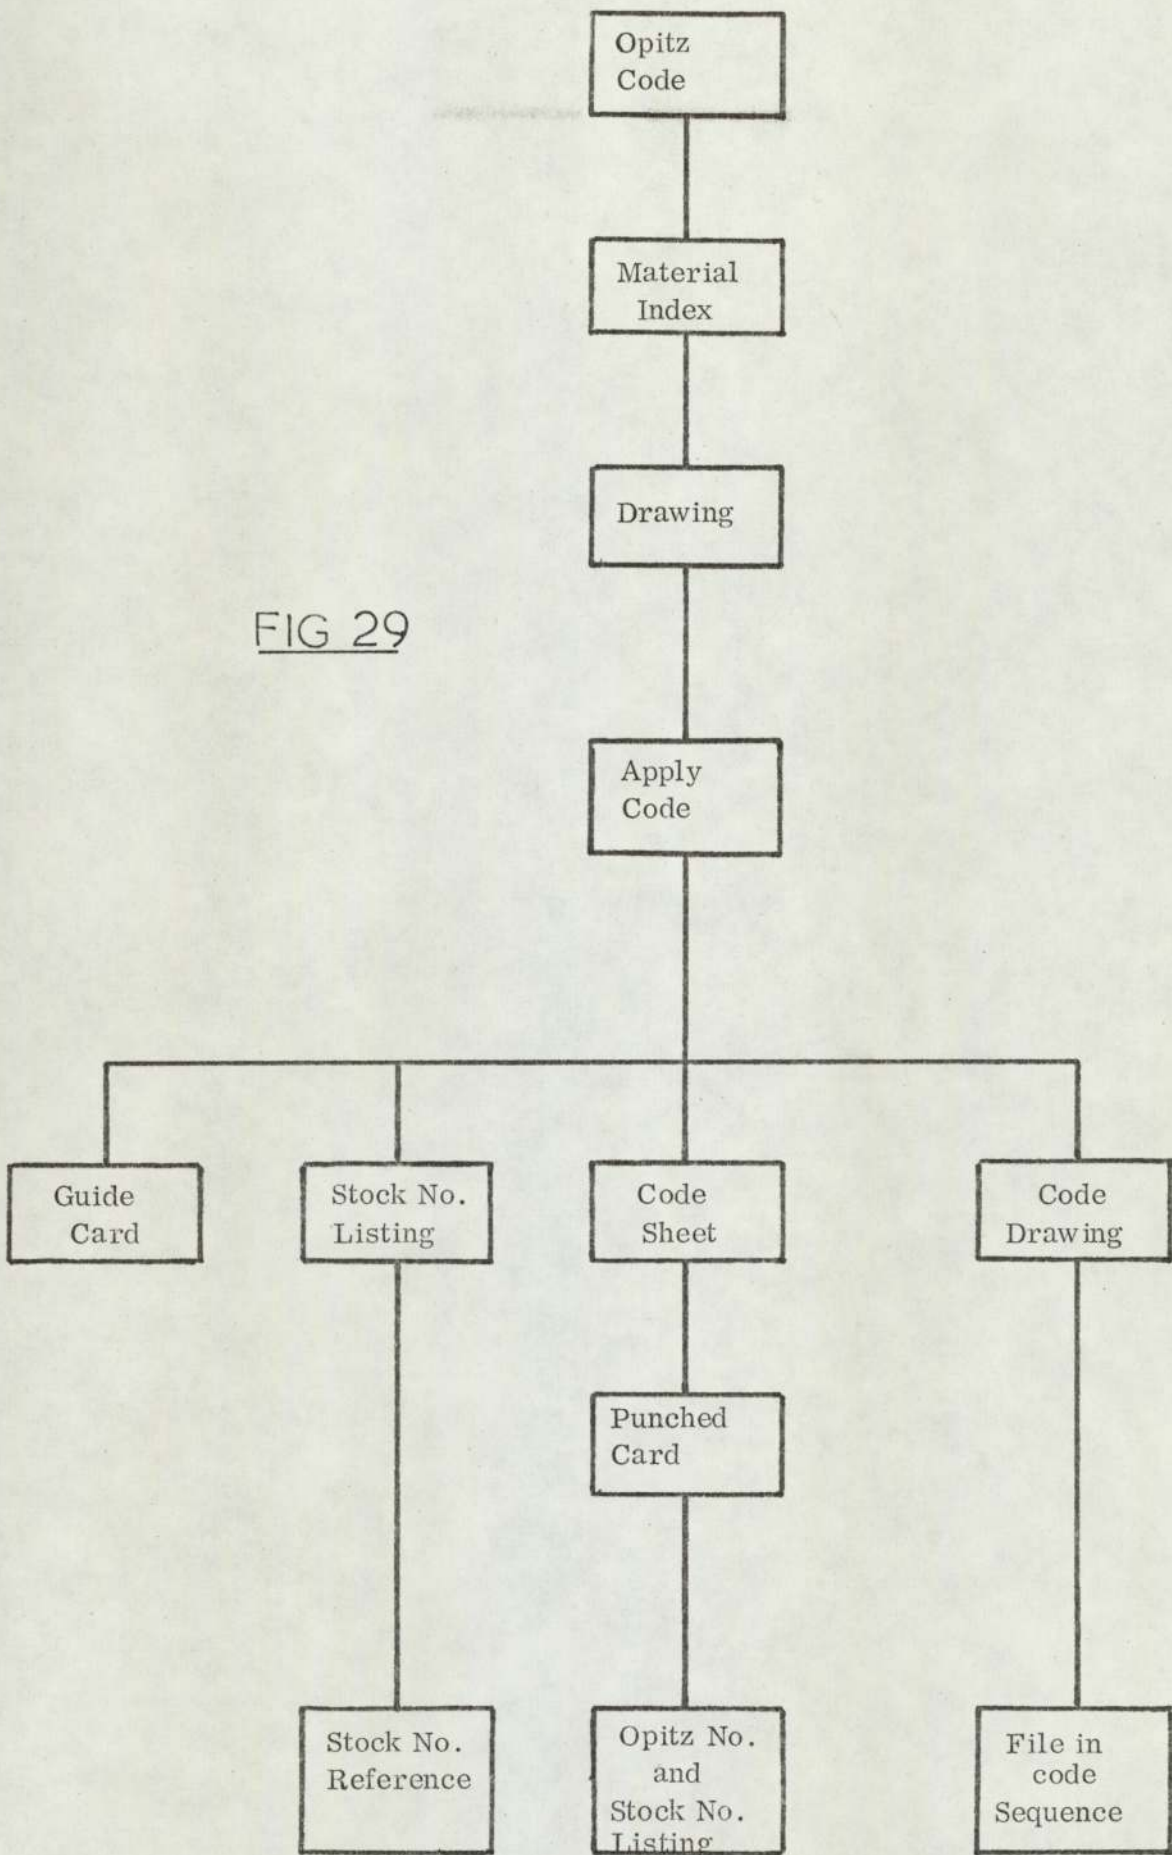 Opitz
Code
Material
Index
Drawing
FIG 29
Apply
Code
Guide
Card
Stock No.
Listing
Code
Sheet
Code
Drawing
Punched
Card
Stock No.
Reference
Opitz No.
and
Stock No.
Listing
File in
code
Sequence